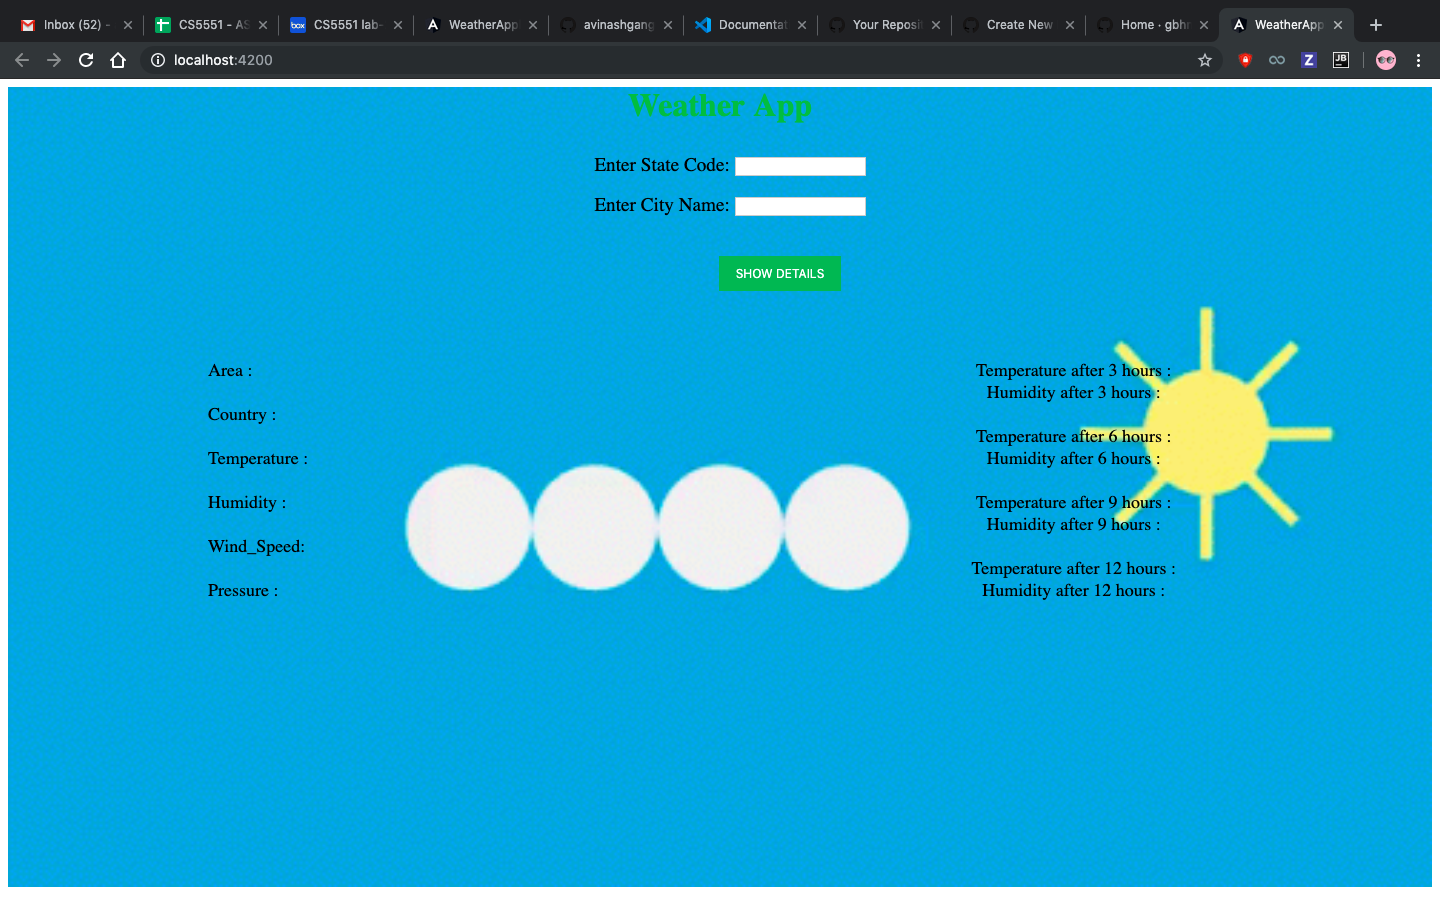 Inbox (52) -
CS5551 - AS
box
CS5551 lab-
WeatherApp
avinashgang
Documentat
Your Reposi
Create New
Home · gbhr
WeatherApp
localhost:4200
Z
JB
Weather App
Enter State Code:
Enter City Name:
SHOW DETAILS
Area :
Country :
Temperature :
Humidity :
Wind_Speed:
Pressure :
Temperature after 3 hours :
Humidity after 3 hours :
Temperature after 6 hours :
Humidity after 6 hours :
Temperature after 9 hours :
Humidity after 9 hours :
Temperature after 12 hours :
Humidity after 12 hours :